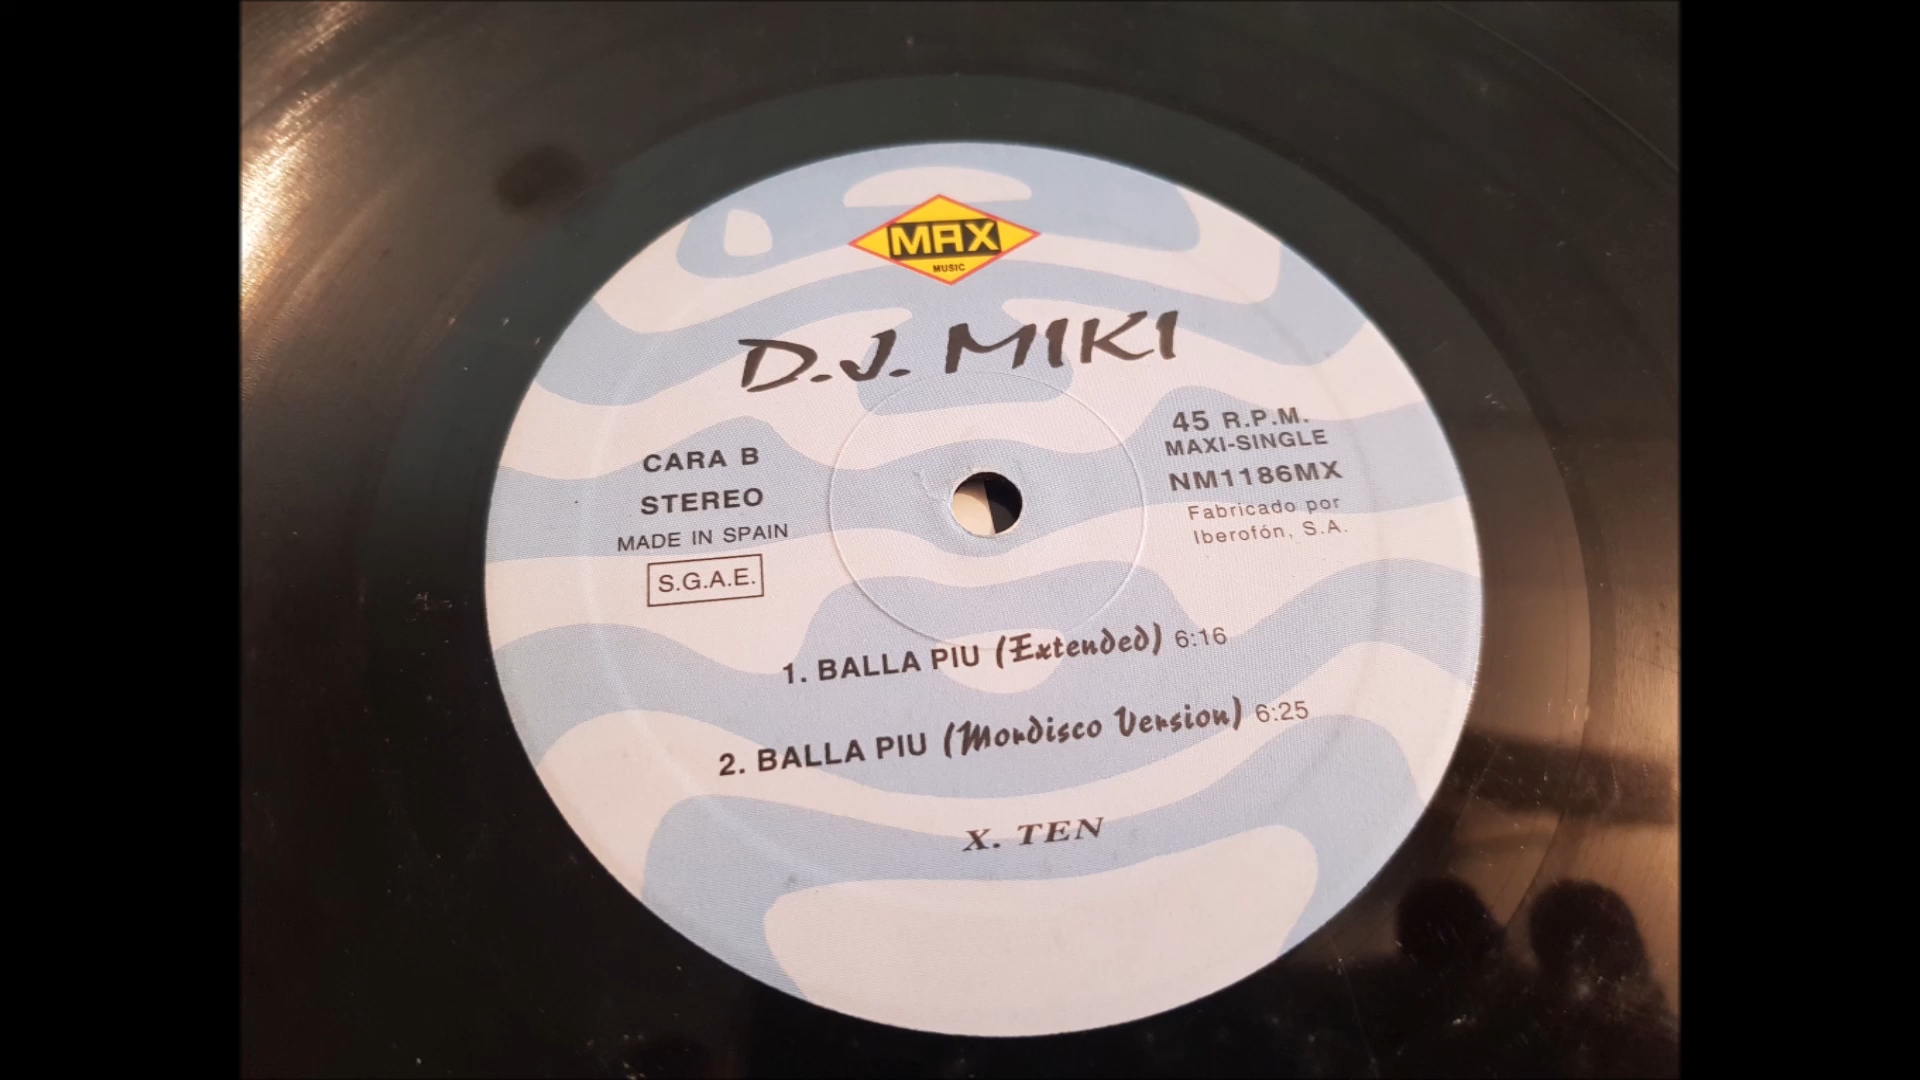 MAX
MUSIC
D.J. MIKI
CARA B
STEREO
MADE IN SPAIN
S.G.A.E.
45 R.P.M.
MAXI-SINGLE
NM1186MX
Fabricado por
Iberofón, S.A.
1. BALLA PIU (Extended) 6:16
2. BALLA PIU (Mordisco Version) 6:25
X. TEN